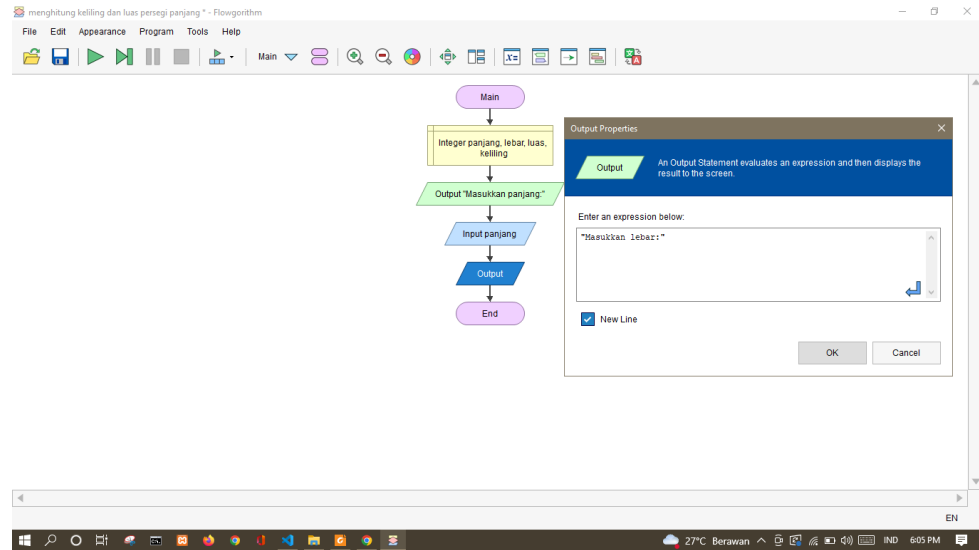 menghitung keliling dan luas persegi panjang * - Flowgorithm
File Edit Appearance Program Tools Help
Main
Main
Integer panjang, lebar, luas,
keliling
Output "Masukkan panjang:"
Input panjang
Output
End
Output Properties
Output
An Output Statement evaluates an expression and then displays the
result to the screen.
Enter an expression below:
"Masukkan lebar:"
New Line
OK Cancel
EN
27°C Berawan IND 6:05 PM